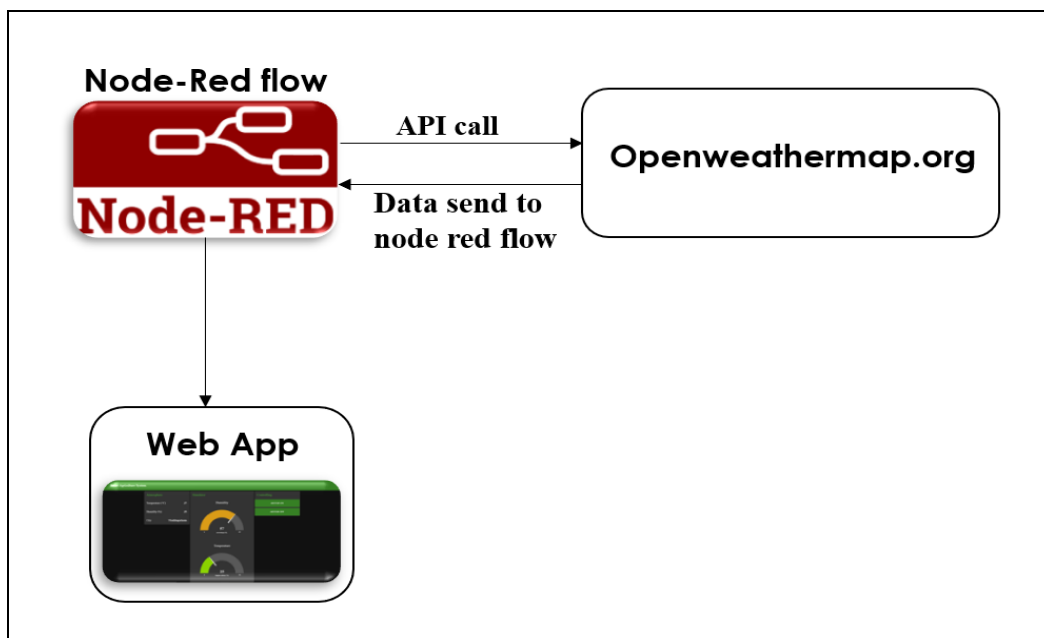 Node-Red flow
Node-RED
API call
Openweathermap.org
Data send to
node red flow
Web App